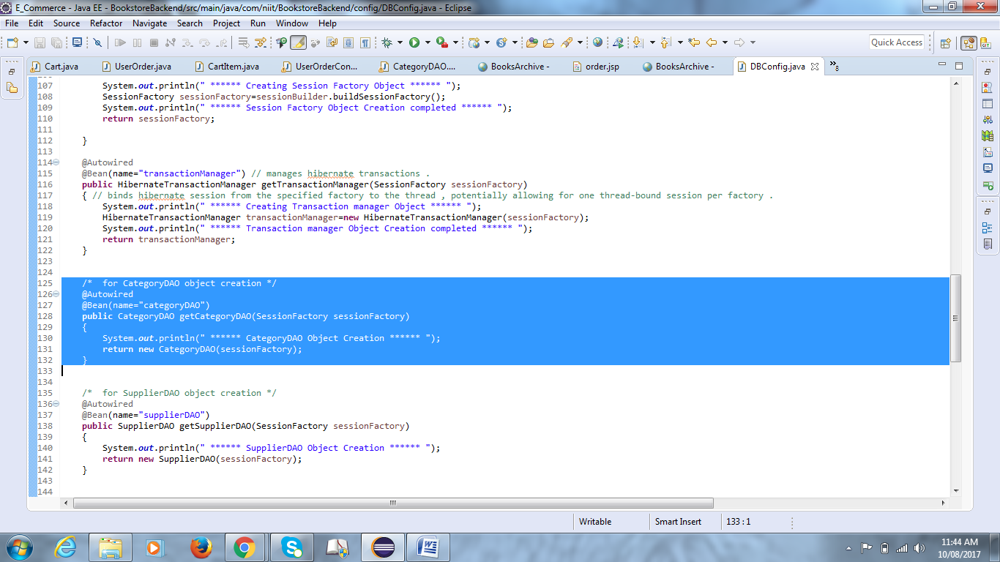 E_Commerce - Java EE - BookstoreBackend/src/main/java/com/niit/BookstoreBackend/config/DBConfig.java - Eclipse
File Edit Source Refactor Navigate Search Project Run Window Help
Quick Access
Cart.java UserOrder.java CartItem.java UserOrderCon... CategoryDAO.... BooksArchive - order.jsp BooksArchive - DBConfig.java »8
107 System.out.println(" ****** Creating Session Factory Object ****** ");
108 SessionFactory sessionFactory=sessionBuilder.buildSessionFactory();
109 System.out.println(" ****** Session Factory Object Creation completed ****** ");
110 return sessionFactory;
111
112 }
113
114 @Autowired
115 @Bean(name="transactionManager") // manages hibernate transactions .
116 public HibernateTransactionManager getTransactionManager(SessionFactory sessionFactory)
117 { // binds hibernate session from the specified factory to the thread , potentially allowing for one thread-bound session per factory .
118 System.out.println(" ****** Creating Transaction manager Object ****** ");
119 HibernateTransactionManager transactionManager=new HibernateTransactionManager(sessionFactory);
120 System.out.println(" ****** Transaction manager Object Creation completed ****** ");
121 return transactionManager;
122 }
123
124
125 /* for CategoryDAO object creation */
126 @Autowired
127 @Bean(name="categoryDAO")
128 public CategoryDAO getCategoryDAO(SessionFactory sessionFactory)
129 {
130 System.out.println(" ****** CategoryDAO Object Creation ****** ");
131 return new CategoryDAO(sessionFactory);
132 }
133
134
135 /* for SupplierDAO object creation */
136 @Autowired
137 @Bean(name="supplierDAO")
138 public SupplierDAO getSupplierDAO(SessionFactory sessionFactory)
139 {
140 System.out.println(" ****** SupplierDAO Object Creation ****** ");
141 return new SupplierDAO(sessionFactory);
142 }
143
144
Writable Smart Insert 133 : 1
11:44 AM
10/08/2017